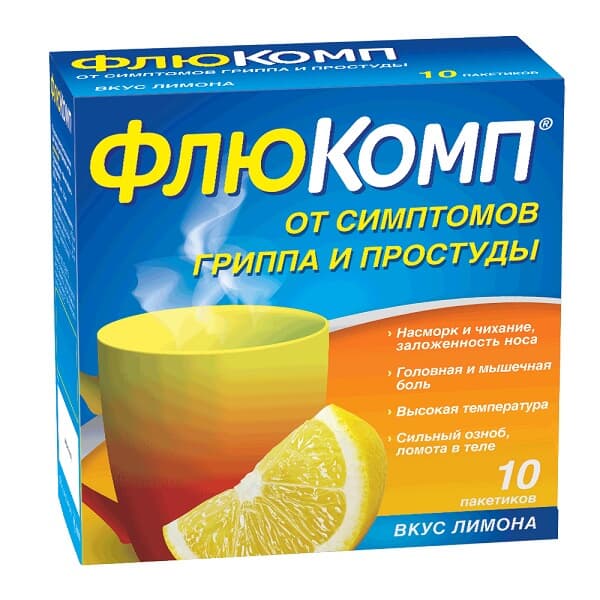 ФЛЮКОМП
ОТ СИМПТОМОВ ГРИППА И ПРОСТУДЫ
10 ПАКЕТИКОВ
ВКУС ЛИМОНА
ФЛЮКОМП®
ОТ СИМПТОМОВ
ГРИППА И ПРОСТУДЫ
› Насморк и чихание,
заложенность носа
› Головная и мышечная
боль
› Высокая температура
› Сильный озноб,
ломота в теле
10
пакетиков
ВКУС ЛИМОНА